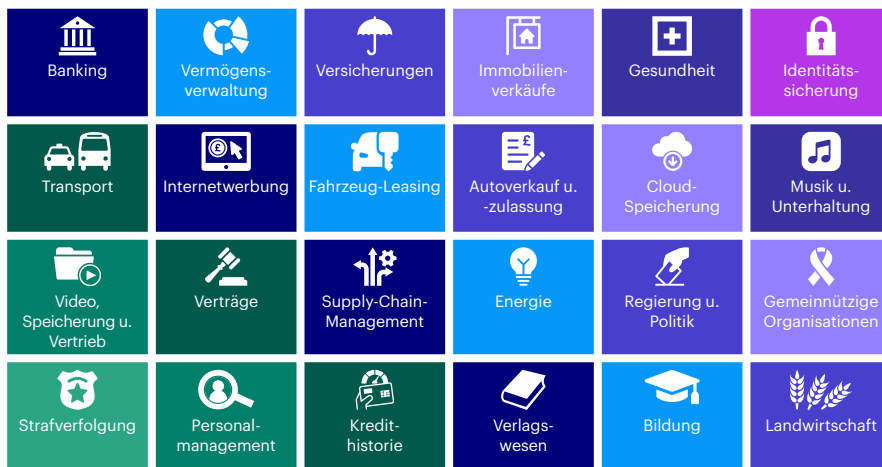 Banking
Vermögens-
verwaltung
Versicherungen
Immobilien-
verkäufe
Gesundheit
Identitäts-
sicherung
Transport
Internetwerbung
Fahrzeug-Leasing
Autoverkauf u.
-zulassung
Cloud-
Speicherung
Musik u.
Unterhaltung
Video,
Speicherung u.
Vertrieb
Verträge
Supply-Chain-
Management
Energie
Regierung u.
Politik
Gemeinnützige
Organisationen
Strafverfolgung
Personal-
management
Kredit-
historie
Verlags-
wesen
Bildung
Landwirtschaft